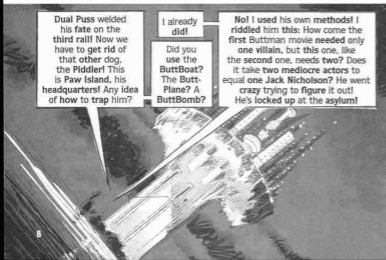 Dual Puss welded
his fate on the
third rail! Now we
have to get rid of
that other dog,
the Piddler! This
is Paw Island, his
headquarters! Any idea
of how to trap him?
I already
did!
Did you
use the
ButtBoat?
The Butt-
Plane? A
ButtBomb?
No! I used his own methods! I
riddled him this: How come the
first Buttman movie needed only
one villain, but this one, like
the second one, needs two? Does
it take two mediocre actors to
equal one Jack Nicholson? He went
crazy trying to figure it out!
He's locked up at the asylum!
8